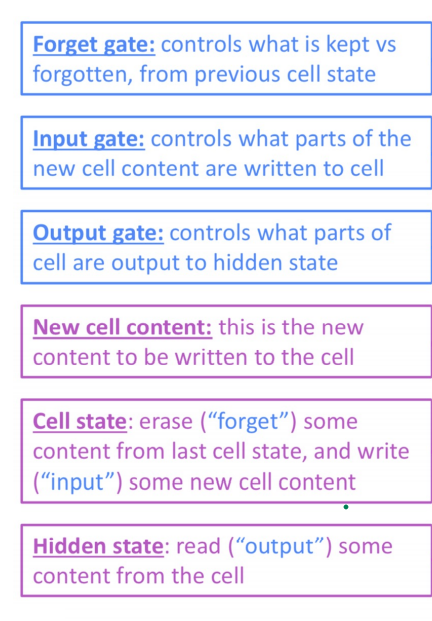 Forget gate: controls what is kept vs
forgotten, from previous cell state
Input gate: controls what parts of the
new cell content are written to cell
Output gate: controls what parts of
cell are output to hidden state
New cell content: this is the new
content to be written to the cell
Cell state: erase (“forget”) some
content from last cell state, and write
(“input”) some new cell content
Hidden state: read (“output”) some
content from the cell